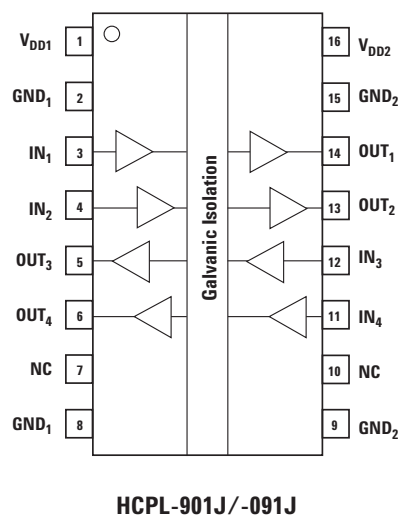 VDD1 1 16 VDD2
GND1 2 15 GND2
IN1 3 14 OUT1
IN2 4 13 OUT2
OUT3 5 12 IN3
OUT4 6 11 IN4
NC 7 10 NC
GND1 8 9 GND2
Galvanic Isolation
HCPL-901J/-091J